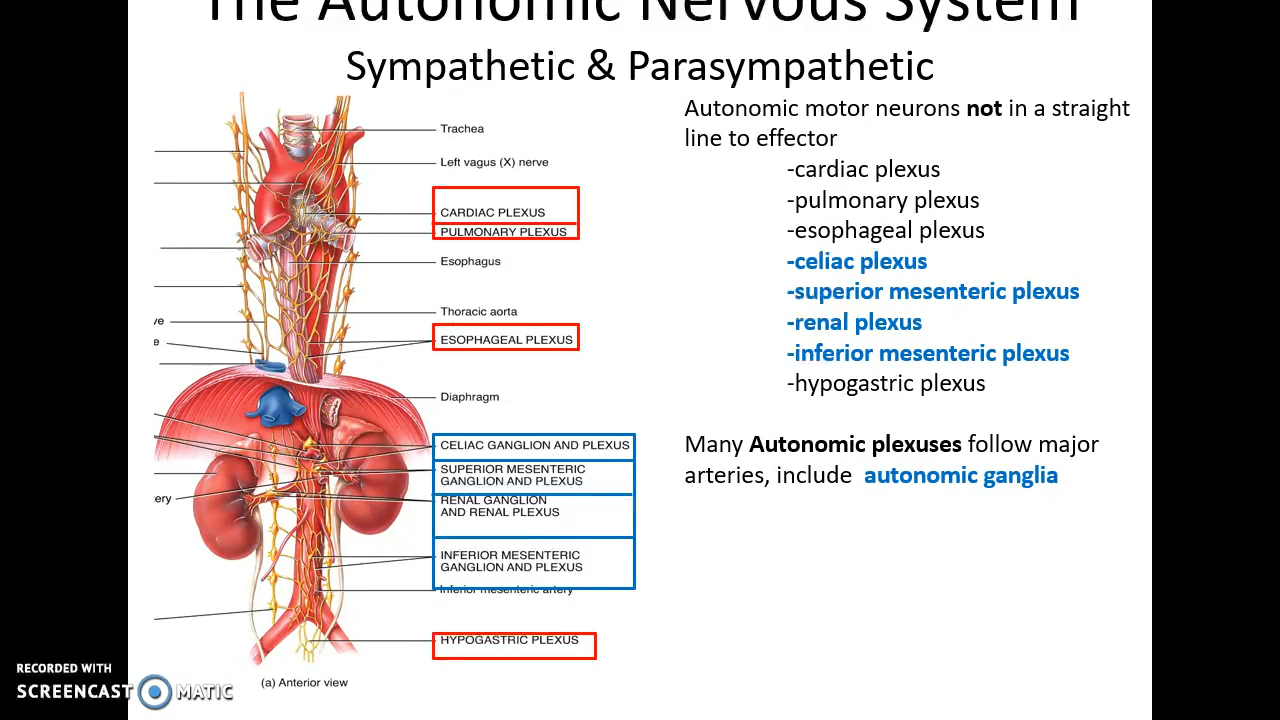 The Autonomic Nervous System
Sympathetic & Parasympathetic
Trachea
Left vagus (X) nerve
CARDIAC PLEXUS
PULMONARY PLEXUS
Esophagus
Thoracic aorta
ve
e
ESOPHAGEAL PLEXUS
Diaphragm
CELIAC GANGLION AND PLEXUS
SUPERIOR MESENTERIC
GANGLION AND PLEXUS
ery
RENAL GANGLION
AND RENAL PLEXUS
INFERIOR MESENTERIC
GANGLION AND PLEXUS
Inferior mesenteric artery
HYPOGASTRIC PLEXUS
(a) Anterior view
Autonomic motor neurons not in a straight
line to effector
-cardiac plexus
-pulmonary plexus
-esophageal plexus
-celiac plexus
-superior mesenteric plexus
-renal plexus
-inferior mesenteric plexus
-hypogastric plexus
Many Autonomic plexuses follow major
arteries, include autonomic ganglia
RECORDED WITH
SCREENCAST MATIC